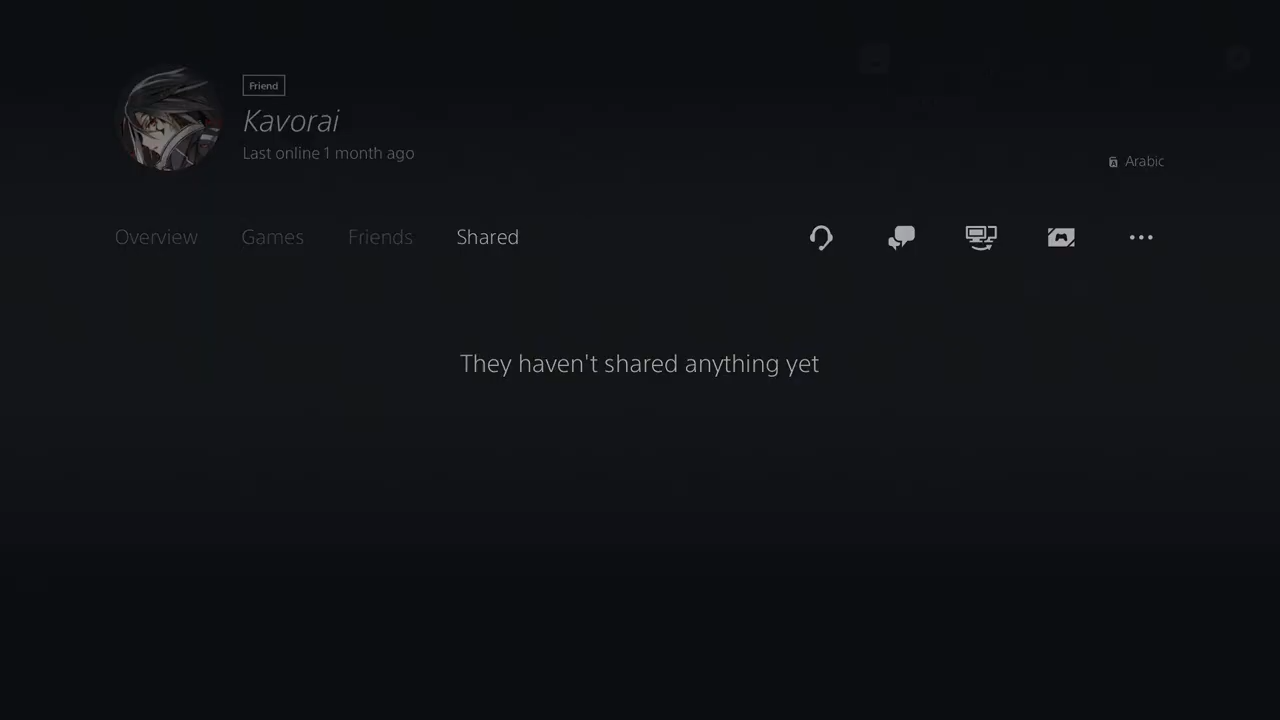 Friend
Kavorai
Last online 1 month ago
Arabic
Overview Games Friends Shared
They haven't shared anything yet